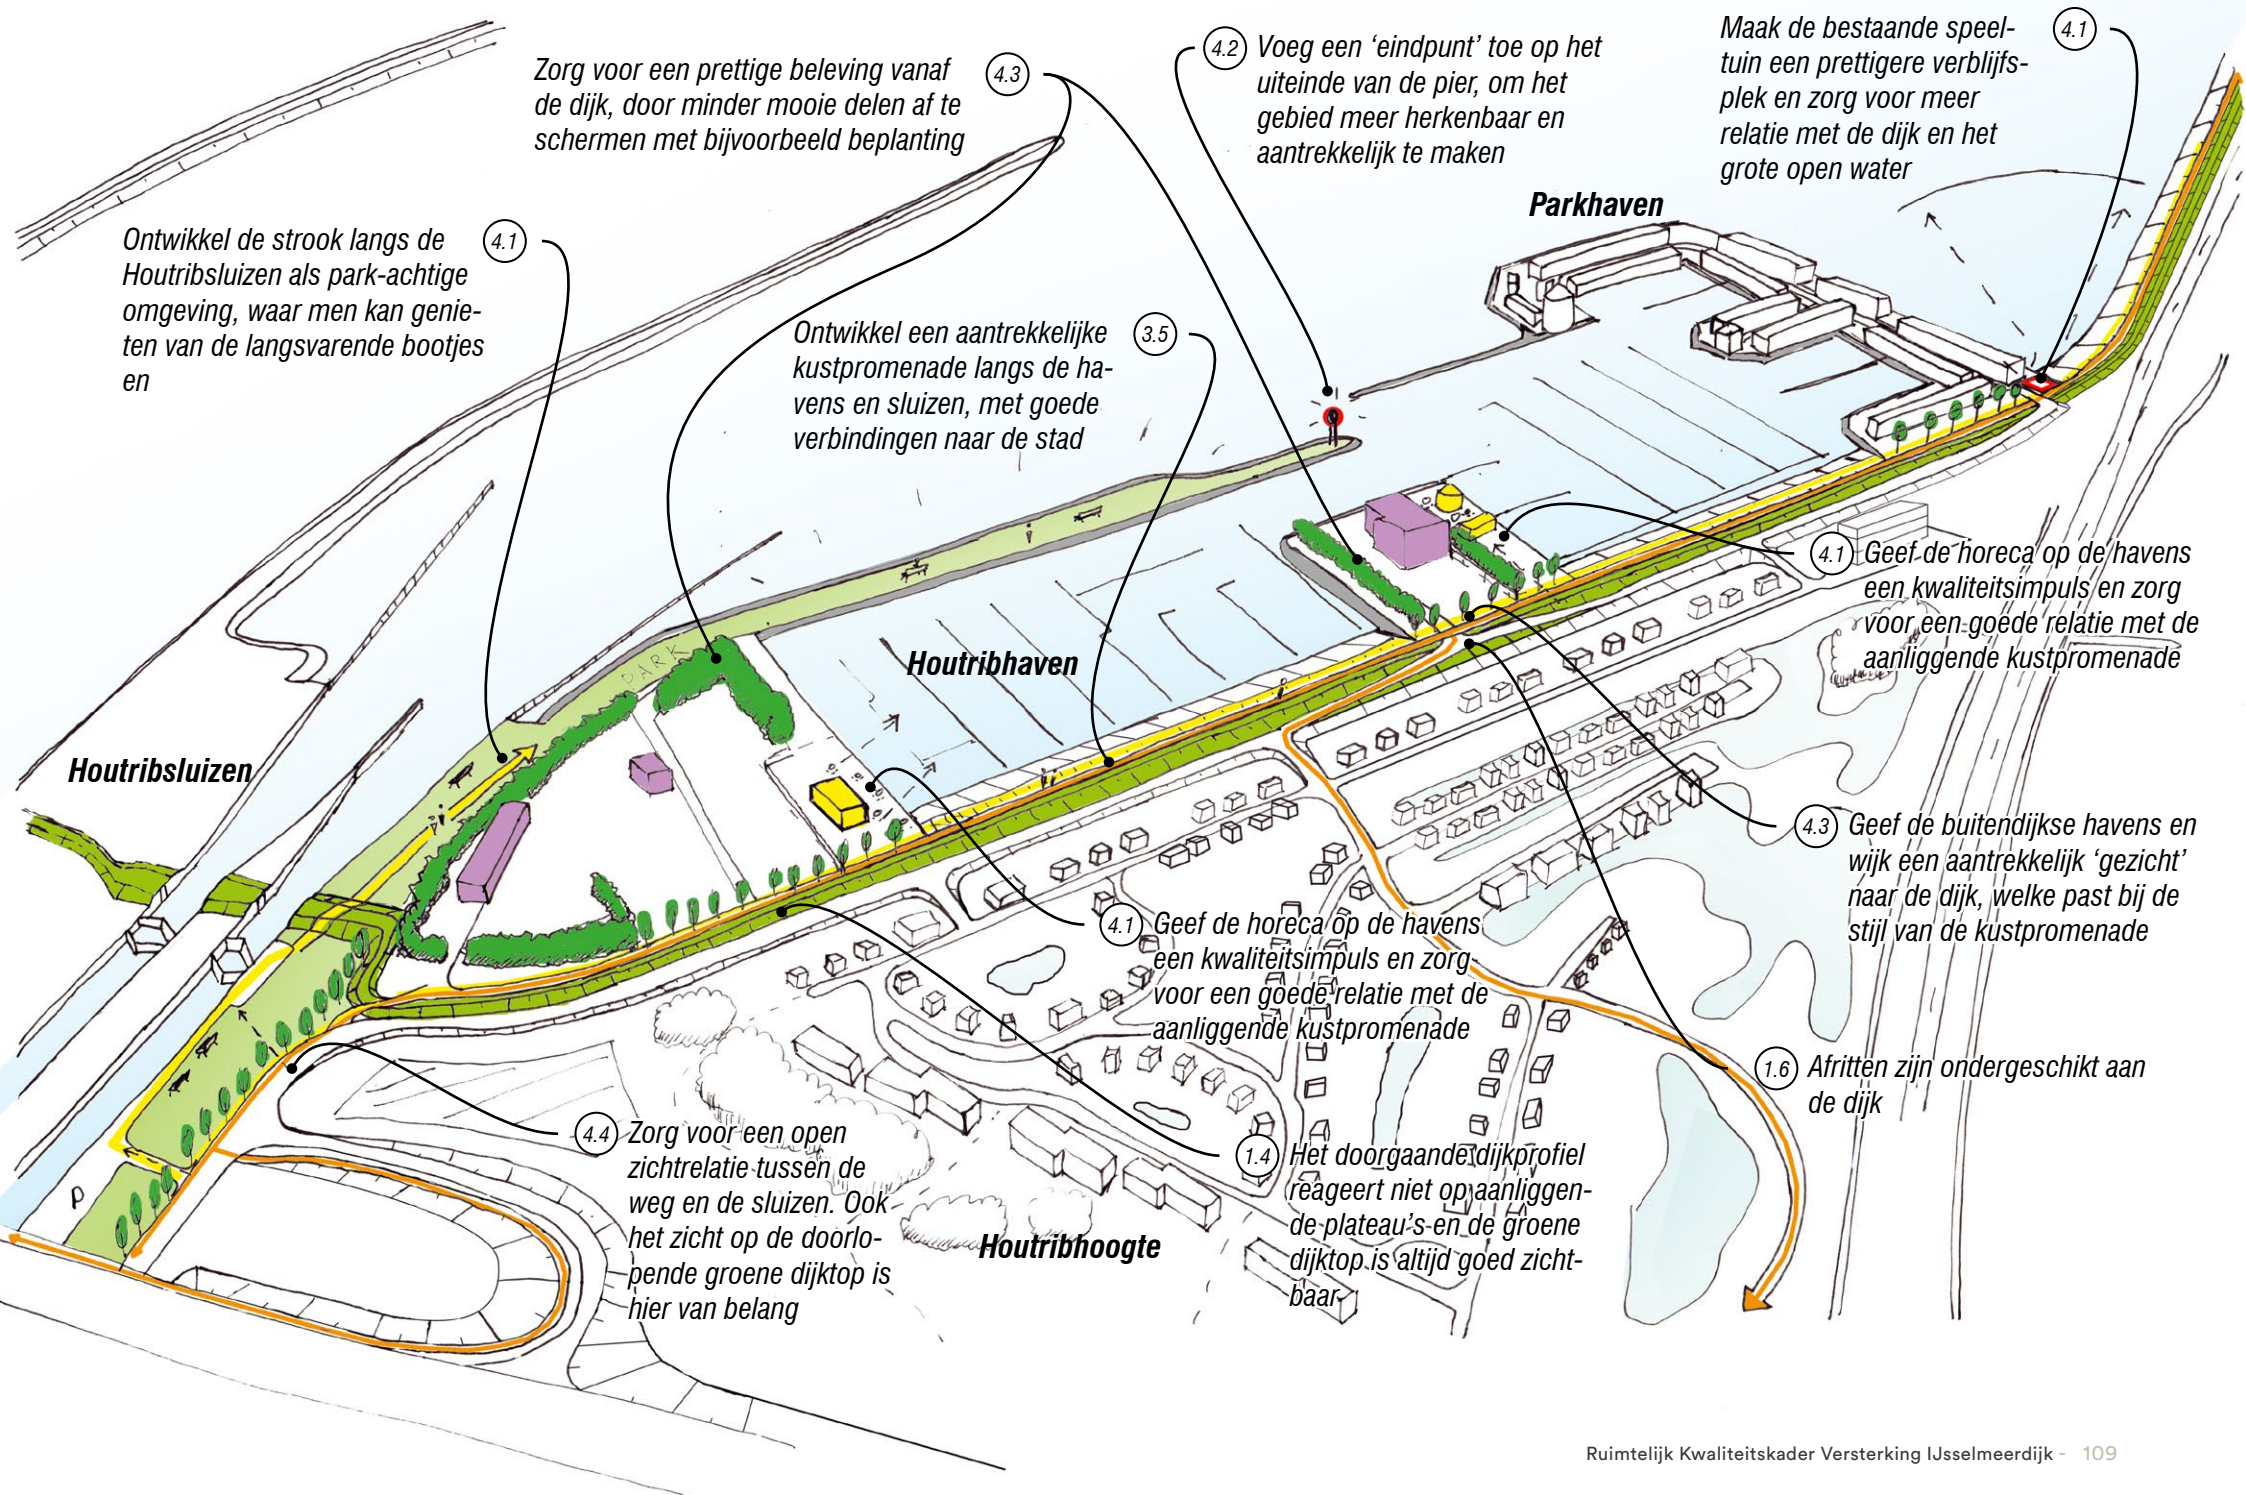 Zorg voor een prettige beleving vanaf
de dijk, door minder mooie delen af te
schermen met bijvoorbeeld beplanting
4.3
4.2
Voeg een ‘eindpunt’ toe op het
uiteinde van de pier, om het
gebied meer herkenbaar en
aantrekkelijk te maken
Maak de bestaande speel-
tuin een prettigere verblijfs-
plek en zorg voor meer
relatie met de dijk en het
grote open water
4.1
Parkhaven
Ontwikkel de strook langs de
Houtribsluizen als park-achtige
omgeving, waar men kan genie-
ten van de langsvarende bootjes
en
4.1
Ontwikkel een aantrekkelijke
kustpromenade langs de ha-
vens en sluizen, met goede
verbindingen naar de stad
3.5
4.1
Geef de horeca op de havens
een kwaliteitsimpuls en zorg
voor een goede relatie met de
aanliggende kustpromenade
PARK
Houtribhaven
Houtribsluizen
4.3
Geef de buitendijkse havens en
wijk een aantrekkelijk ‘gezicht’
naar de dijk, welke past bij de
stijl van de kustpromenade
4.1
Geef de horeca op de havens
een kwaliteitsimpuls en zorg
voor een goede relatie met de
aanliggende kustpromenade
1.6
Afritten zijn ondergeschikt aan
de dijk
4.4
Zorg voor een open
zichtrelatie tussen de
weg en de sluizen. Ook
het zicht op de doorlo-
pende groene dijktop is
hier van belang
1.4
Het doorgaande dijkprofiel
reageert niet op aanliggen-
de plateau’s en de groene
dijktop is altijd goed zicht-
baar
P
Houtribhoogte
Ruimtelijk Kwaliteitskader Versterking IJsselmeerdijk - 109